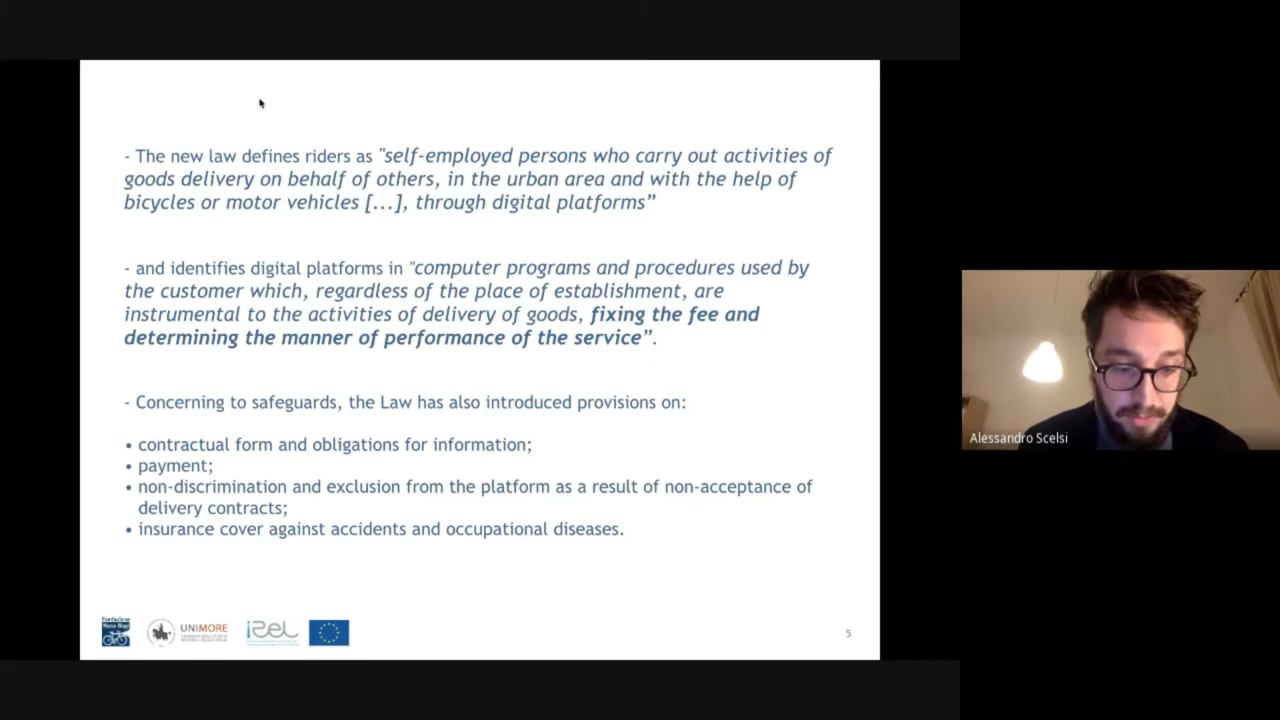 - The new law defines riders as "self-employed persons who carry out activities of
goods delivery on behalf of others, in the urban area and with the help of
bicycles or motor vehicles [...], through digital platforms”
- and identifies digital platforms in "computer programs and procedures used by
the customer which, regardless of the place of establishment, are
instrumental to the activities of delivery of goods, fixing the fee and
determining the manner of performance of the service”.
- Concerning to safeguards, the Law has also introduced provisions on:
• contractual form and obligations for information;
• payment;
• non-discrimination and exclusion from the platform as a result of non-acceptance of
delivery contracts;
• insurance cover against accidents and occupational diseases.
Fondazione
Marco Biagi
UNIMORE
iRel
5
Alessandro Scelsi